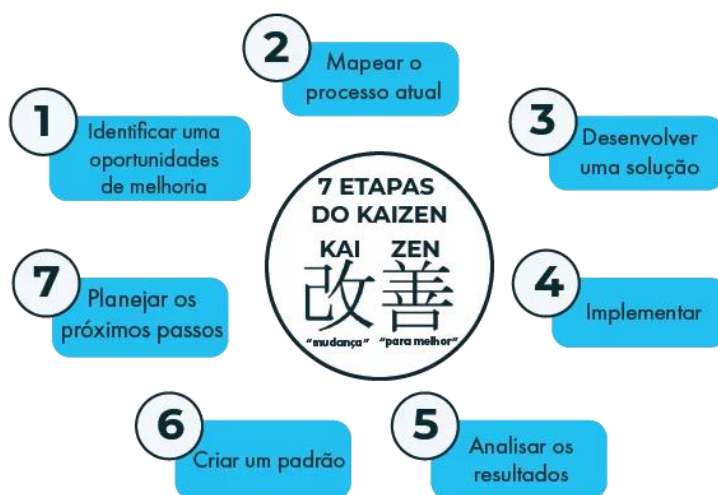 7 ETAPAS
DO KAIZEN
KAI ZEN
改善
“mudança” “para melhor”
1
Identificar uma
oportunidades
de melhoria
2
Mapear o
processo atual
3
Desenvolver
uma solução
4
Implementar
5
Analisar os
resultados
6
Criar um padrão
7
Planejar os
próximos passos